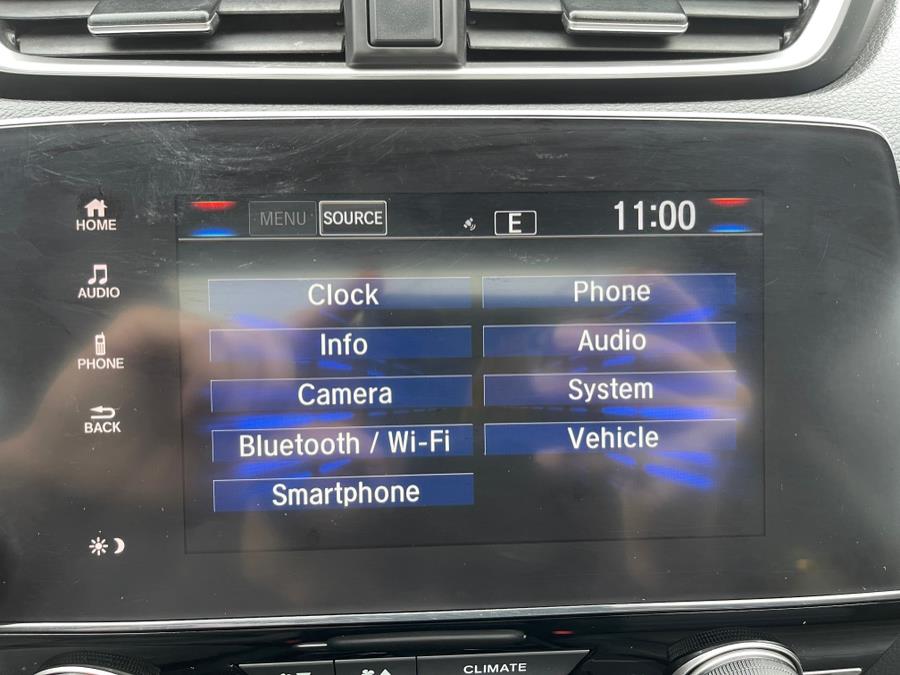 HOME
AUDIO
PHONE
BACK
MENU SOURCE E 11:00
Clock Phone
Info Audio
Camera System
Bluetooth / Wi-Fi Vehicle
Smartphone
CLIMATE